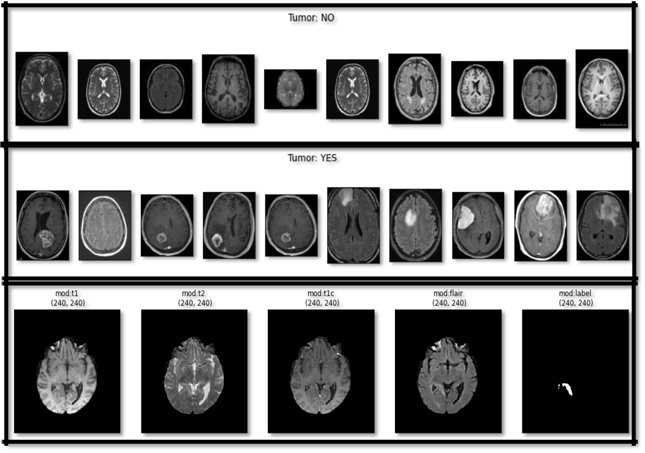 Tumor: NO
Tumor: YES
mod:t1
(240, 240)
mod:t2
(240, 240)
mod:t1c
(240, 240)
mod:flair
(240, 240)
mod:label
(240, 240)